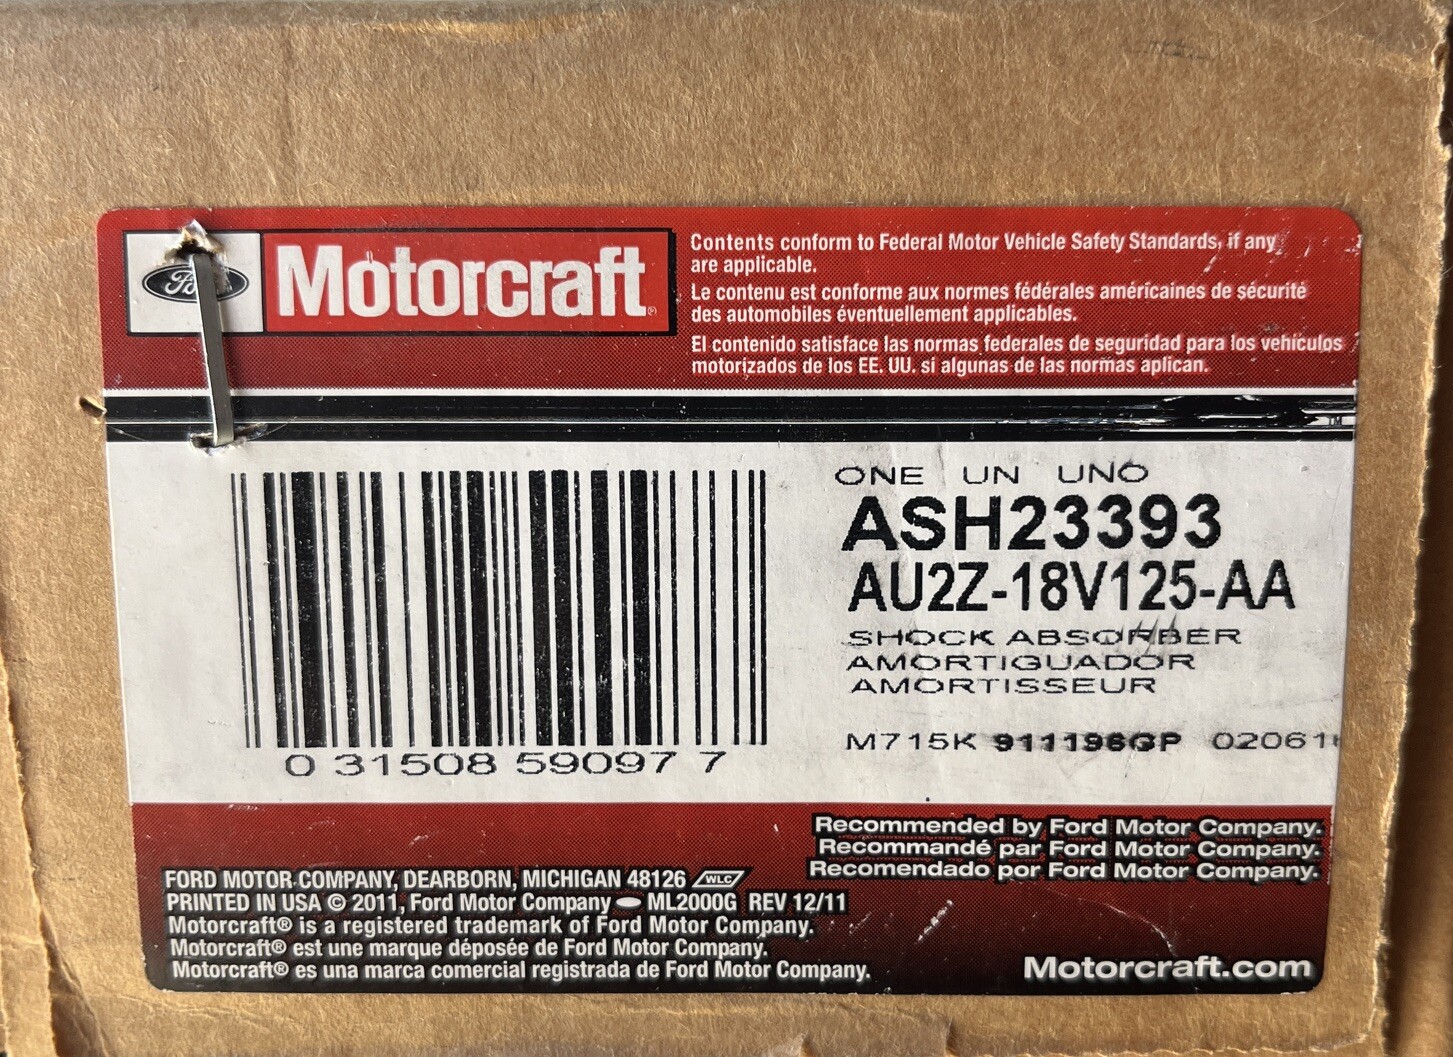 Motorcraft®
Contents conform to Federal Motor Vehicle Safety Standards, if any
are applicable.
Le contenu est conforme aux normes fédérales américaines de sécurité
des automobiles éventuellement applicables.
El contenido satisface las normas federales de seguridad para los vehículos
motorizados de los EE. UU. si algunas de las normas aplican.
TM
ONE UN UNO
ASH23393
AU2Z-18V125-AA
SHOCK ABSORBER
AMORTIGUADOR
AMORTISSEUR
M715K 911196GP 02061
0 31508 59097 7
Recommended by Ford Motor Company.
Recommandé par Ford Motor Company.
Recomendado por Ford Motor Company.
FORD MOTOR COMPANY, DEARBORN, MICHIGAN 48126 WLC
PRINTED IN USA © 2011, Ford Motor Company ML2000G REV 12/11
Motorcraft® is a registered trademark of Ford Motor Company.
Motorcraft® est une marque déposée de Ford Motor Company.
Motorcraft® es una marca comercial registrada de Ford Motor Company.
Motorcraft.com